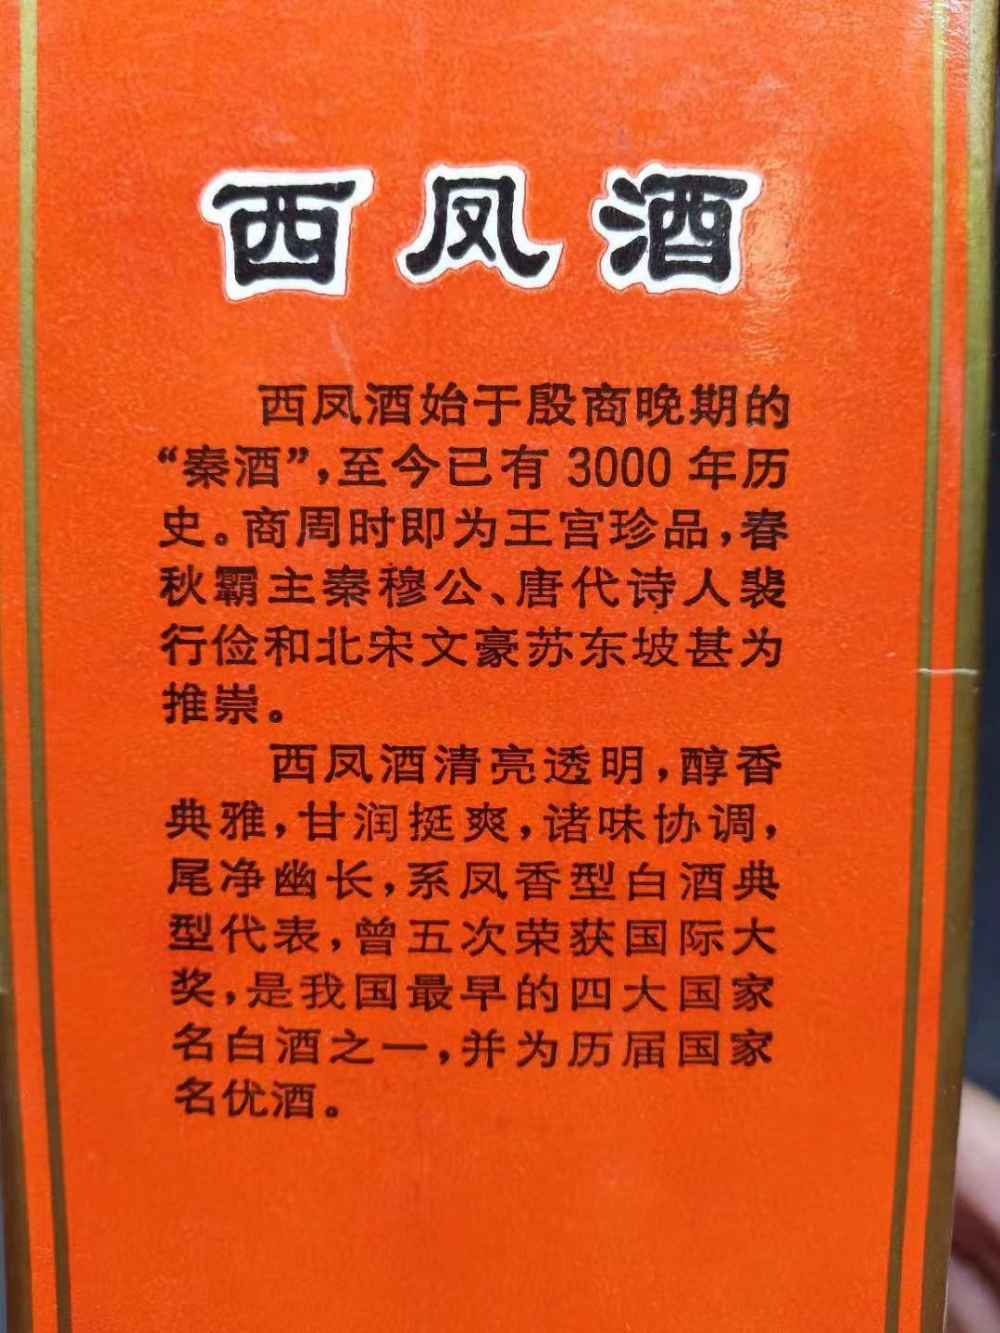 西凤酒
西凤酒始于殷商晚期的
“秦酒”，至今已有 3000 年历
史。商周时即为王宫珍品，春
秋霸主秦穆公、唐代诗人裴
行俭和北宋文豪苏东坡甚为
推崇。
西凤酒清亮透明，醇香
典雅，甘润挺爽，诸味协调，
尾净幽长，系凤香型白酒典
型代表，曾五次荣获国际大
奖，是我国最早的四大国家
名白酒之一，并为历届国家
名优酒。